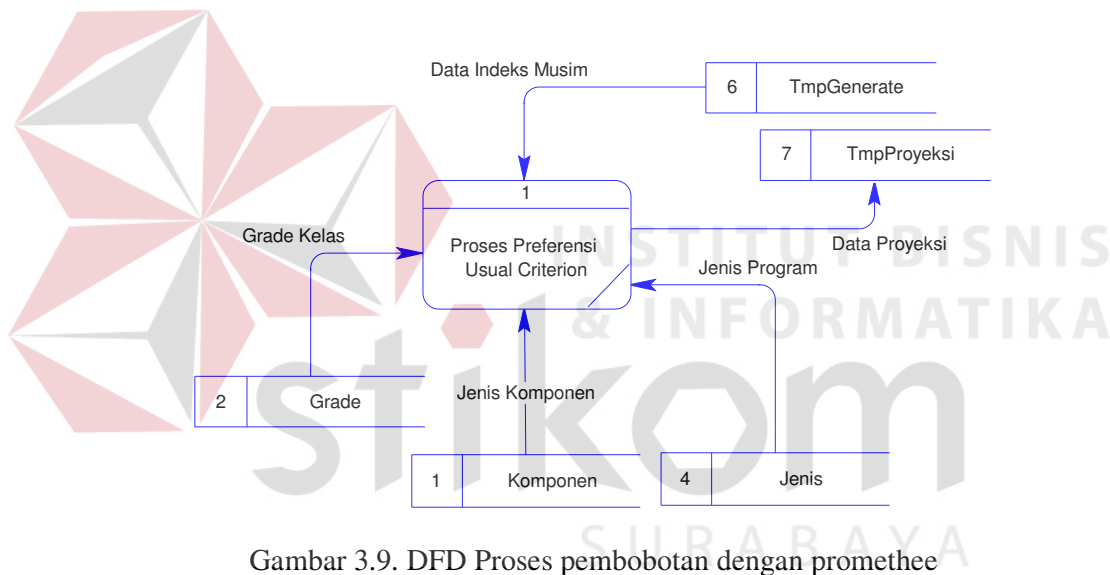 Data Indeks Musim
6 TmpGenerate
7 TmpProyeksi
1
Grade Kelas
Proses Preferensi
Usual Criterion
Data Proyeksi
Jenis Program
INSTITUT BISNIS
& INFORMATIKA
stikom
SURABAYA
2 Grade
Jenis Komponen
1 Komponen
4 Jenis
Gambar 3.9. DFD Proses pembobotan dengan promethee